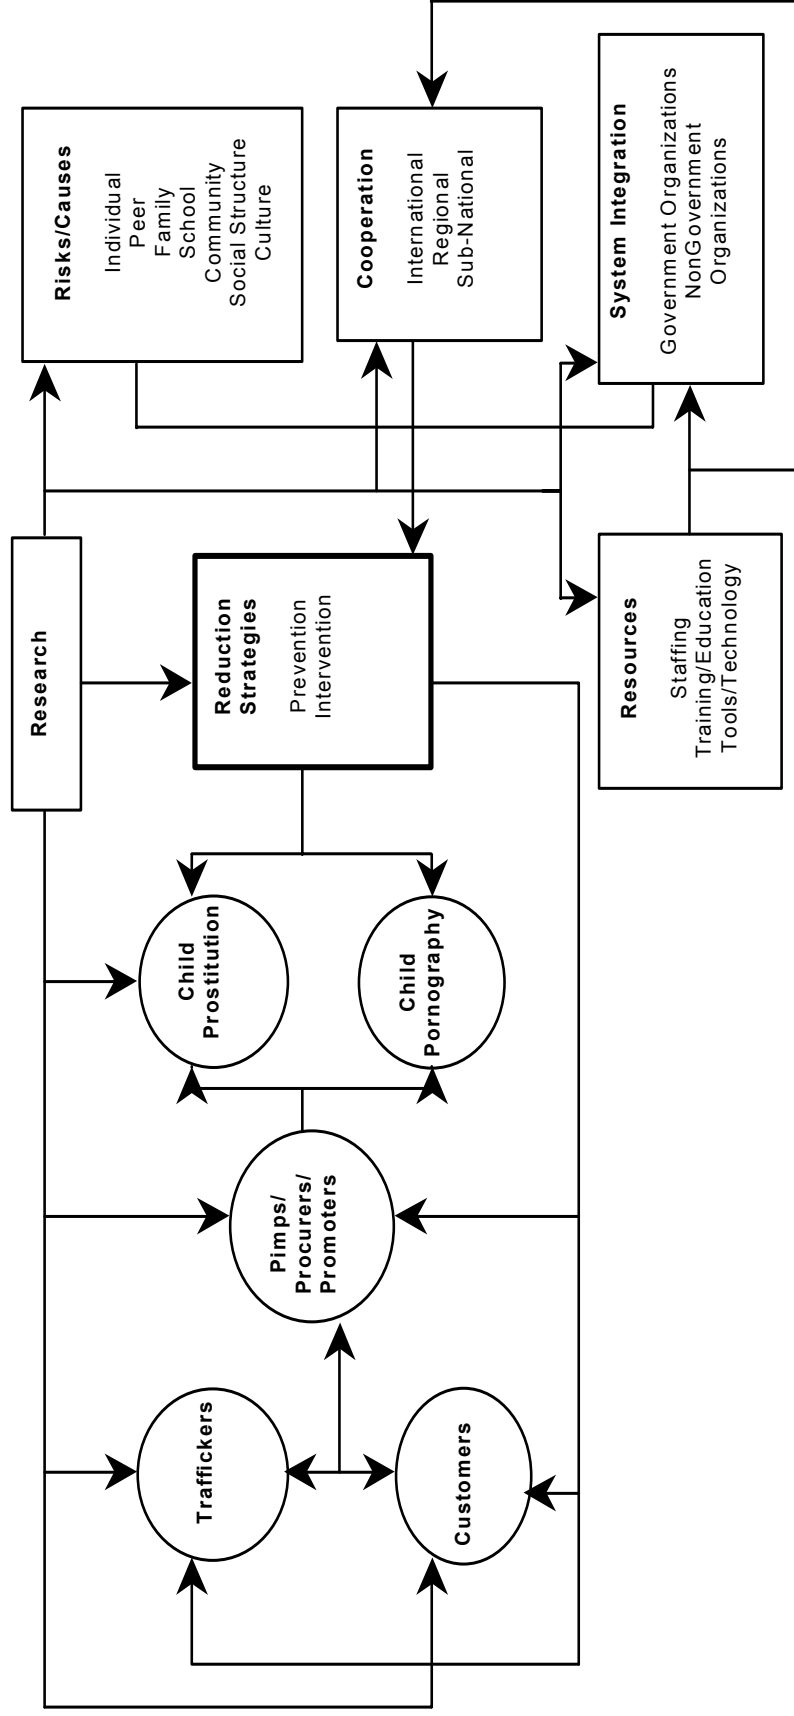 Research
Risks/Causes
Individual
Peer
Family
School
Community
Social Structure
Culture
Reduction
Strategies
Prevention
Intervention
Cooperation
International
Regional
Sub-National
Resources
Staffing
Training/Education
Tools/Technology
System Integration
Government Organizations
NonGovernment
Organizations
Child
Prostitution
Child
Pornography
Pimps/
Procurers/
Promoters
Traffickers
Customers